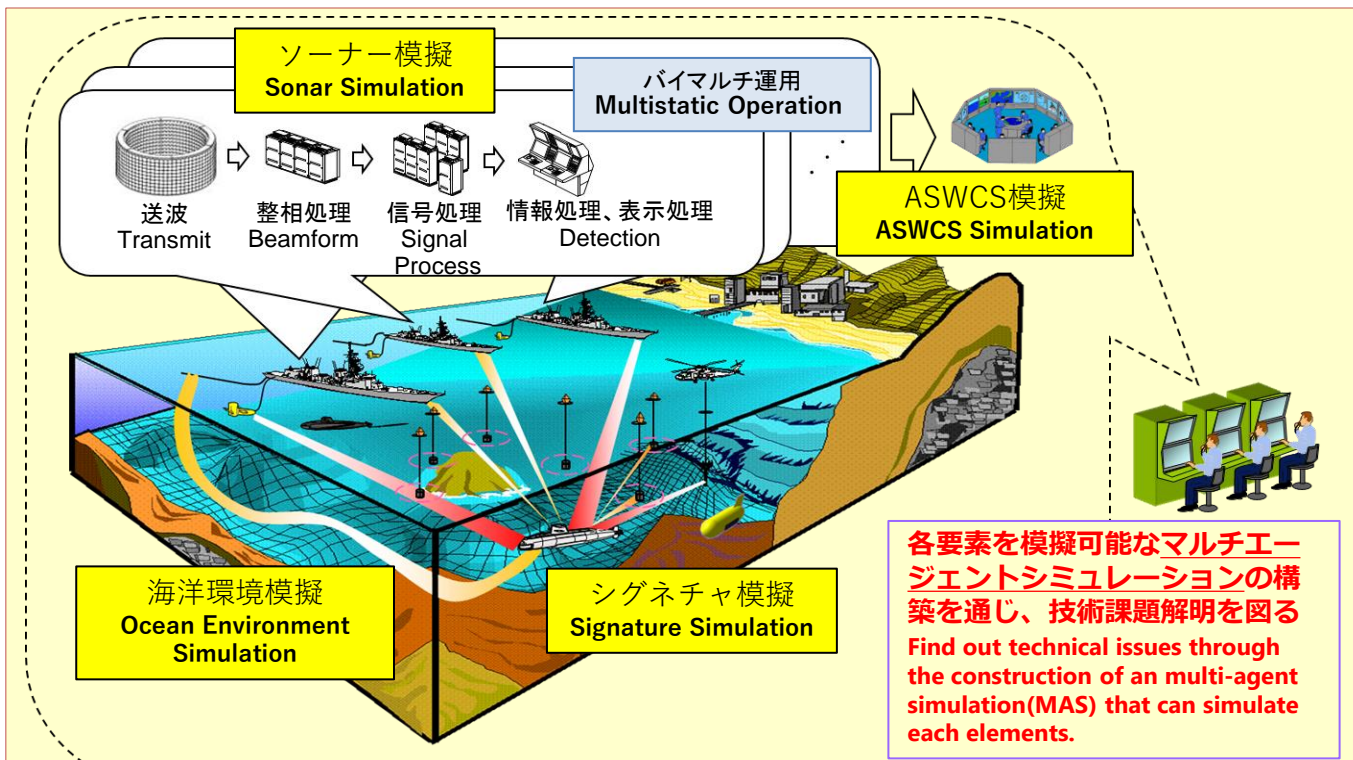 ソーナー模擬
Sonar Simulation
バイマルチ運用
Multistatic Operation
送波
Transmit
整相処理
Beamform
信号処理
Signal
Process
情報処理、表示処理
Detection
ASWCS模擬
ASWCS Simulation
海洋環境模擬
Ocean Environment
Simulation
シグネチャ模擬
Signature Simulation
各要素を模擬可能なマルチエー
ジェントシミュレーションの構
築を通じ、技術課題解明を図る
Find out technical issues through
the construction of an multi-agent
simulation(MAS) that can simulate
each elements.